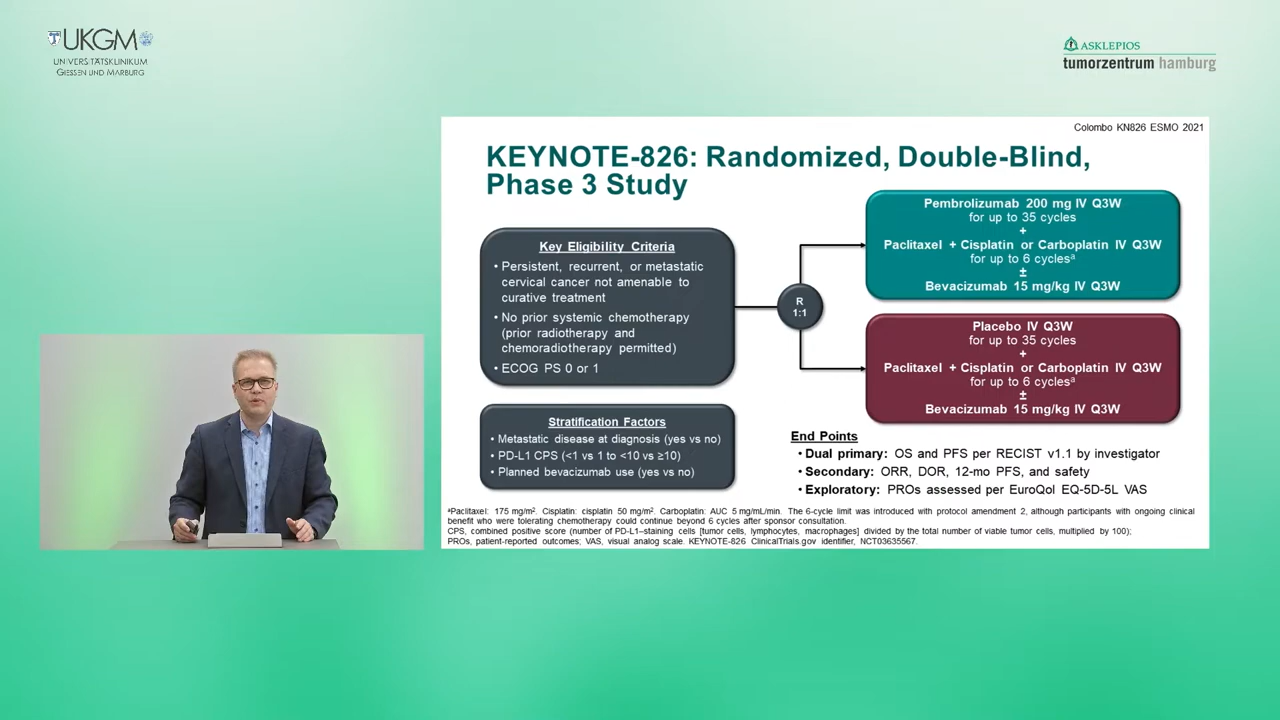 UKGM
UNIVERSITÄTSKLINIKUM
GIESSEN UND MARBURG
ASKLEPIOS
tumorzentrum hamburg
Colombo KN826 ESMO 2021
KEYNOTE-826: Randomized, Double-Blind,
Phase 3 Study
Key Eligibility Criteria
• Persistent, recurrent, or metastatic
cervical cancer not amenable to
curative treatment
• No prior systemic chemotherapy
(prior radiotherapy and
chemoradiotherapy permitted)
• ECOG PS 0 or 1
Stratification Factors
• Metastatic disease at diagnosis (yes vs no)
• PD-L1 CPS (<1 vs 1 to <10 vs ≥10)
• Planned bevacizumab use (yes vs no)
R
1:1
Pembrolizumab 200 mg IV Q3W
for up to 35 cycles
+
Paclitaxel + Cisplatin or Carboplatin IV Q3W
for up to 6 cyclesª
±
Bevacizumab 15 mg/kg IV Q3W
Placebo IV Q3W
for up to 35 cycles
+
Paclitaxel + Cisplatin or Carboplatin IV Q3W
for up to 6 cyclesª
±
Bevacizumab 15 mg/kg IV Q3W
End Points
• Dual primary: OS and PFS per RECIST v1.1 by investigator
• Secondary: ORR, DOR, 12-mo PFS, and safety
• Exploratory: PROs assessed per EuroQol EQ-5D-5L VAS
ªPaclitaxel: 175 mg/m². Cisplatin: cisplatin 50 mg/m². Carboplatin: AUC 5 mg/mL/min. The 6-cycle limit was introduced with protocol amendment 2, although participants with ongoing clinical
benefit who were tolerating chemotherapy could continue beyond 6 cycles after sponsor consultation.
CPS, combined positive score (number of PD-L1–staining cells [tumor cells, lymphocytes, macrophages] divided by the total number of viable tumor cells, multiplied by 100);
PROs, patient-reported outcomes; VAS, visual analog scale. KEYNOTE-826 ClinicalTrials.gov identifier, NCT03635567.